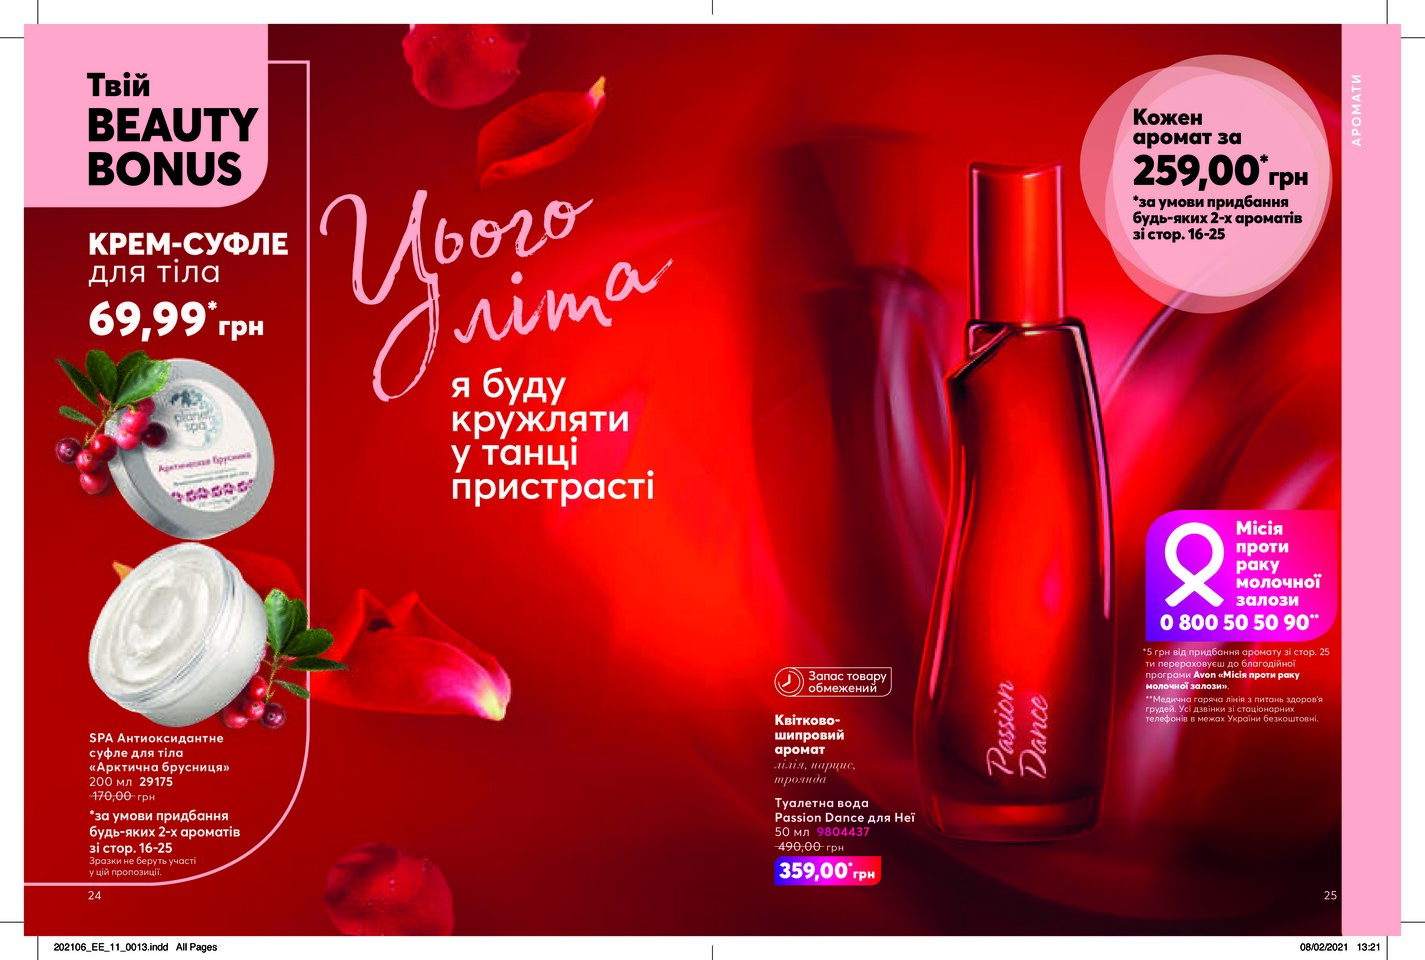 Твій
BEAUTY
BONUS
КРЕМ-СУФЛЕ
для тіла
69,99* грн
planet
spa
Арктическая брусника
SPA Антиоксидантне
суфле для тіла
«Арктична брусниця»
200 мл 29175
170,00 грн
*за умови придбання
будь-яких 2-х ароматів
зі стор. 16-25
Зразки не беруть участі
у цій пропозиції.
24
Цього
літа
я буду
кружляти
у танці
пристрасті
Кожен
аромат за
259,00* грн
*за умови придбання
будь-яких 2-х ароматів
зі стор. 16-25
АРОМАТИ
Місія
проти
раку
молочної
залози
0 800 50 50 90**
*5 грн від придбання аромату зі стор. 25
ти перераховуєш до благодійної
програми Avon «Місія проти раку
молочної залози».
**Медична гаряча лінія з питань здоров'я
грудей. Усі дзвінки зі стаціонарних
телефонів в межах України безкоштовні.
Passion
Dance
Запас товару
обмежений
Квітково-
шипровий
аромат
лілія, нарцис,
троянда
Туалетна вода
Passion Dance для Неї
50 мл 9804437
490,00 грн
359,00* грн
25
202106_EE_11_0013.indd All Pages
08/02/2021 13:21